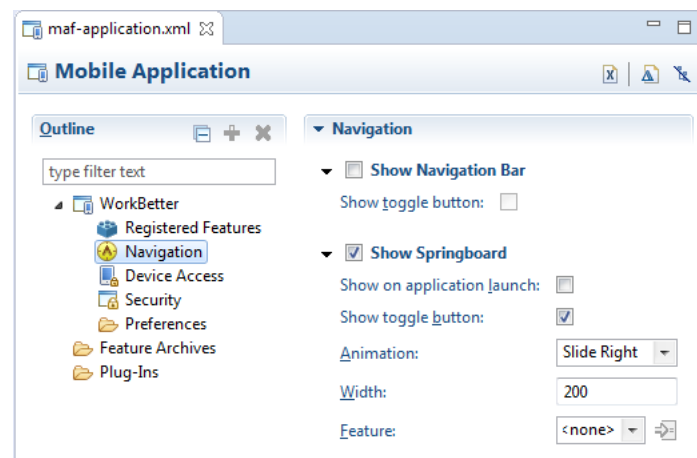 maf-application.xml
Mobile Application
Outline
type filter text
WorkBetter
Registered Features
Navigation
Device Access
Security
Preferences
Feature Archives
Plug-Ins
Navigation
Show Navigation Bar
Show toggle button:
Show Springboard
Show on application launch:
Show toggle button:
Animation: Slide Right
Width: 200
Feature: <none>